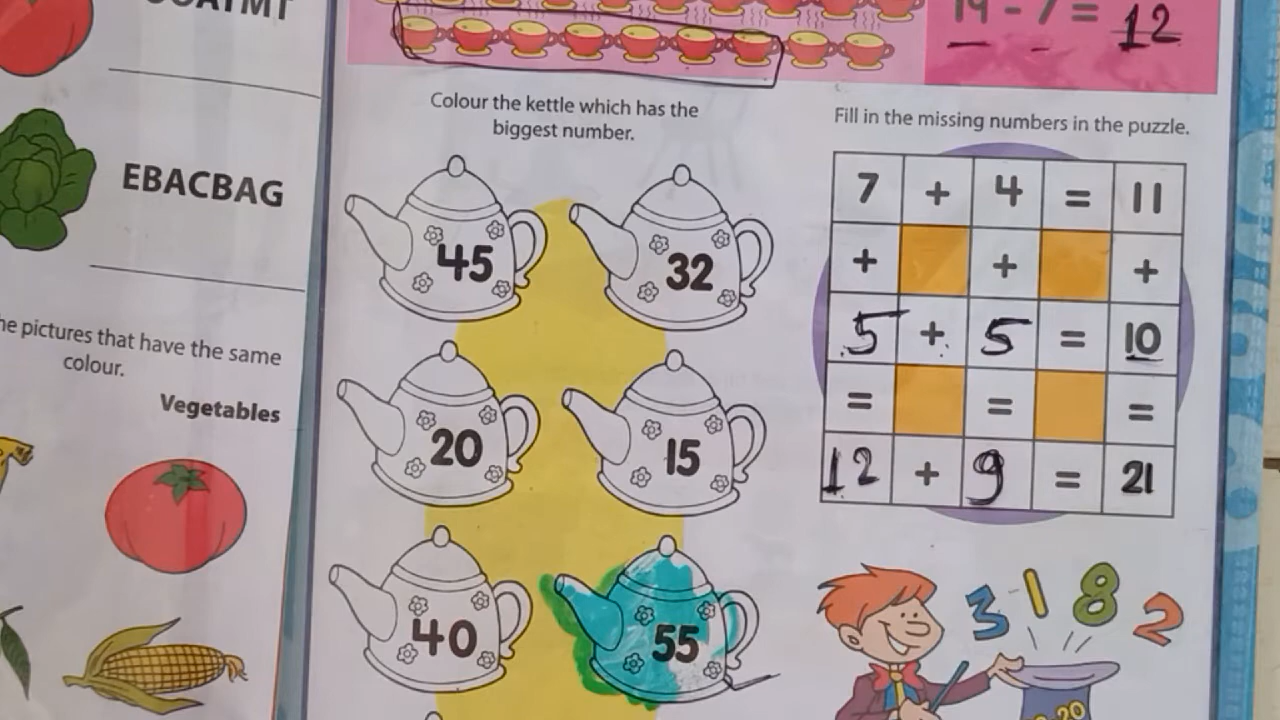 19 - 7 = 12
EBACBAG
he pictures that have the same
colour.
Vegetables
Colour the kettle which has the
biggest number.
45 32
20 15
40 55
Fill in the missing numbers in the puzzle.
7 + 4 = 11
+ + +
5 + 5 = 10
= = =
12 + 9 = 21
3 1 8 2